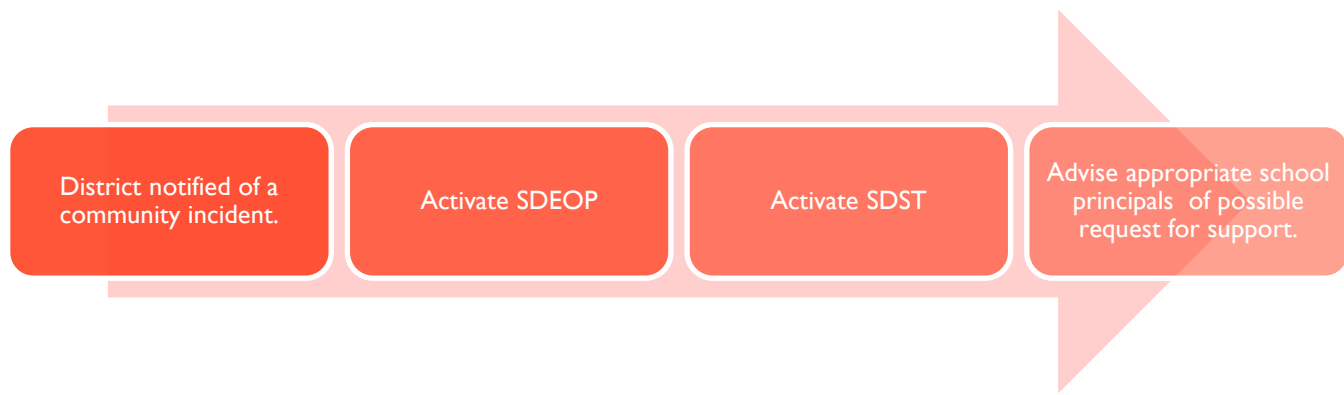 District notified of a
community incident.
Activate SDEOP
Activate SDST
Advise appropriate school
principals  of possible
request for support.